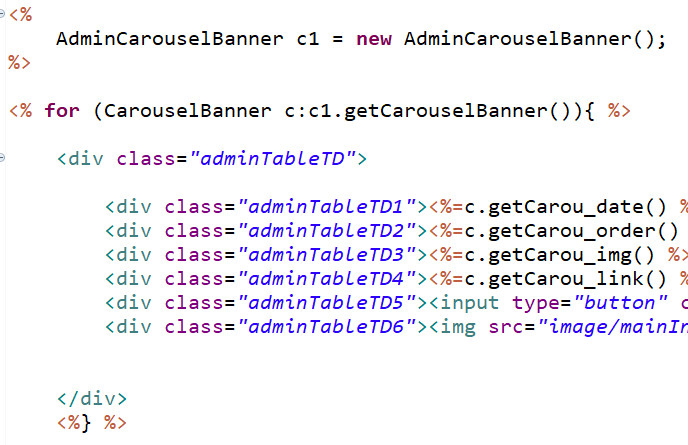 <%
AdminCarouselBanner c1 = new AdminCarouselBanner();
%>
<% for (CarouselBanner c:c1.getCarouselBanner()){ %>
<div class="adminTableTD">
<div class="adminTableTD1"><%=c.getCarou_date() %
<div class="adminTableTD2"><%=c.getCarou_order()
<div class="adminTableTD3"><%=c.getCarou_img() %>
<div class="adminTableTD4"><%=c.getCarou_link() %
<div class="adminTableTD5"><input type="button" c
<div class="adminTableTD6"><img src="image/mainIn
</div>
<%} %>